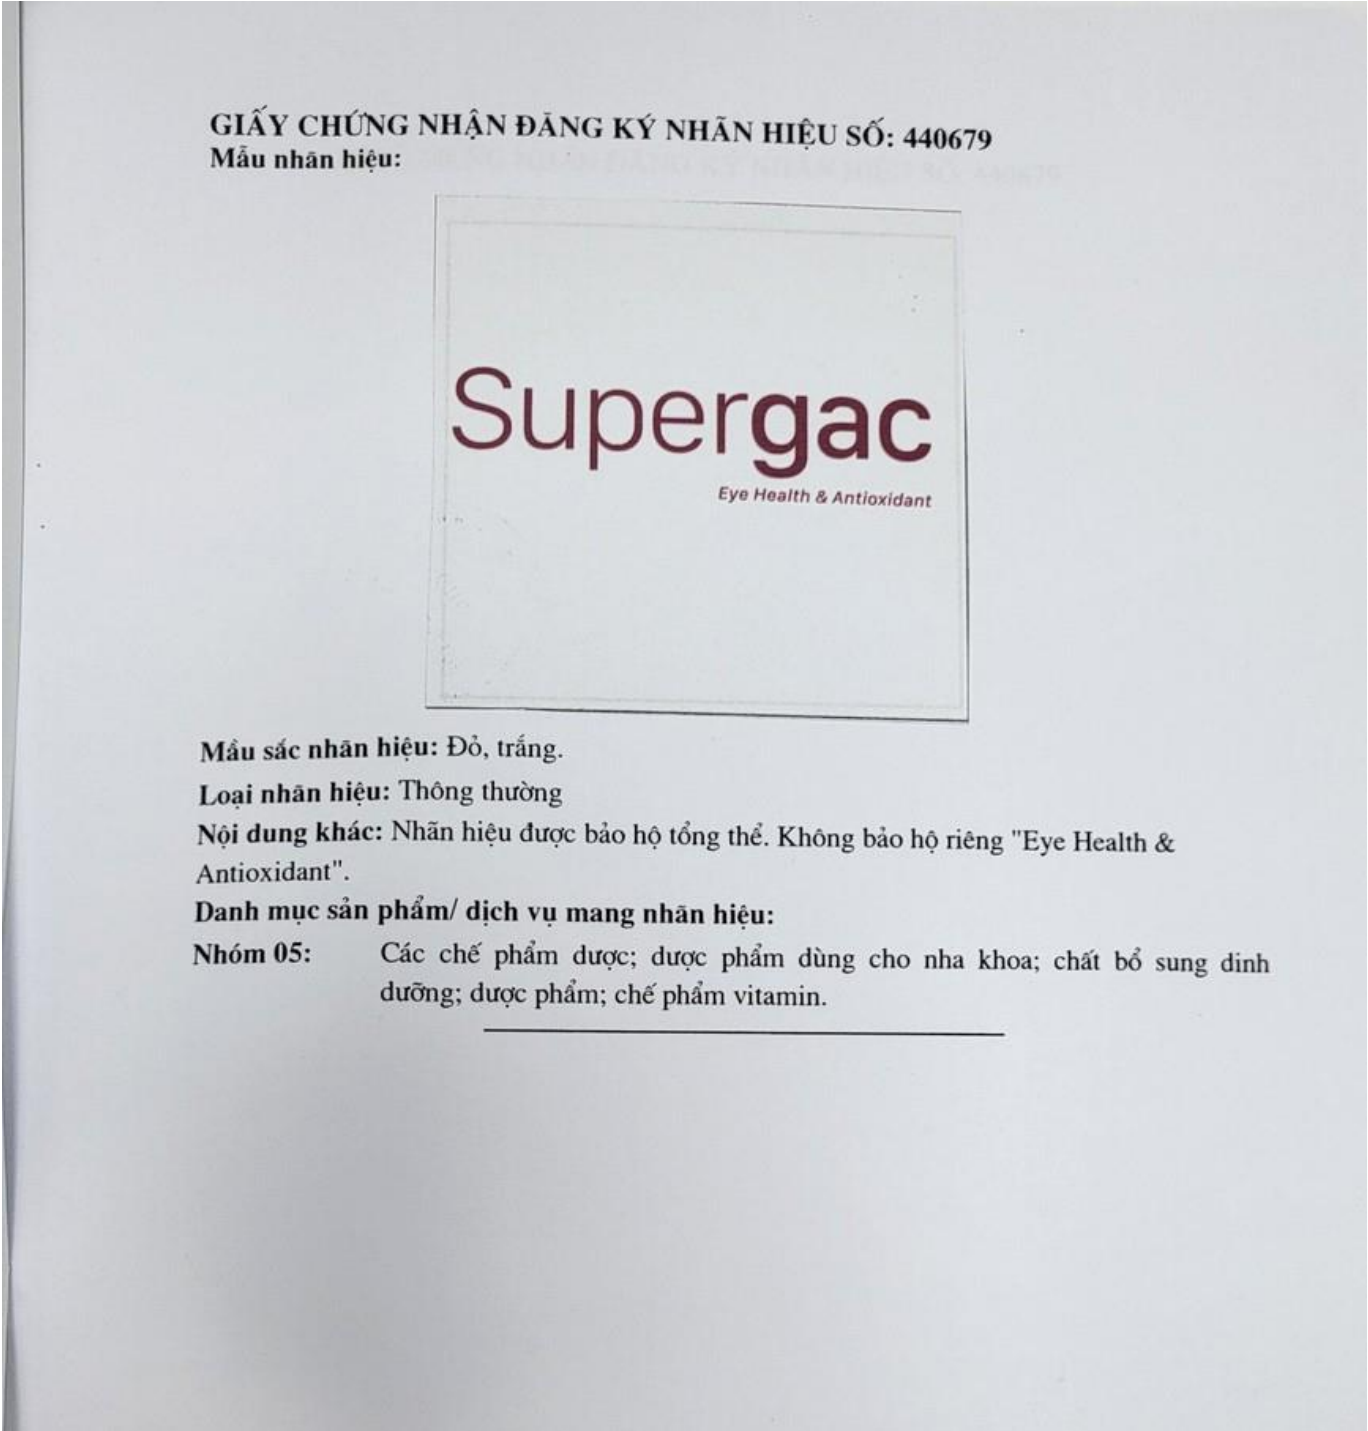 GIẤY CHỨNG NHẬN ĐĂNG KÝ NHÃN HIỆU SỐ: 440679
Mẫu nhãn hiệu:
Supergac
Eye Health & Antioxidant
Mầu sắc nhãn hiệu: Đỏ, trắng.
Loại nhãn hiệu: Thông thường
Nội dung khác: Nhãn hiệu được bảo hộ tổng thể. Không bảo hộ riêng "Eye Health &
Antioxidant".
Danh mục sản phẩm/ dịch vụ mang nhãn hiệu:
Nhóm 05: Các chế phẩm dược; dược phẩm dùng cho nha khoa; chất bổ sung dinh
dưỡng; dược phẩm; chế phẩm vitamin.